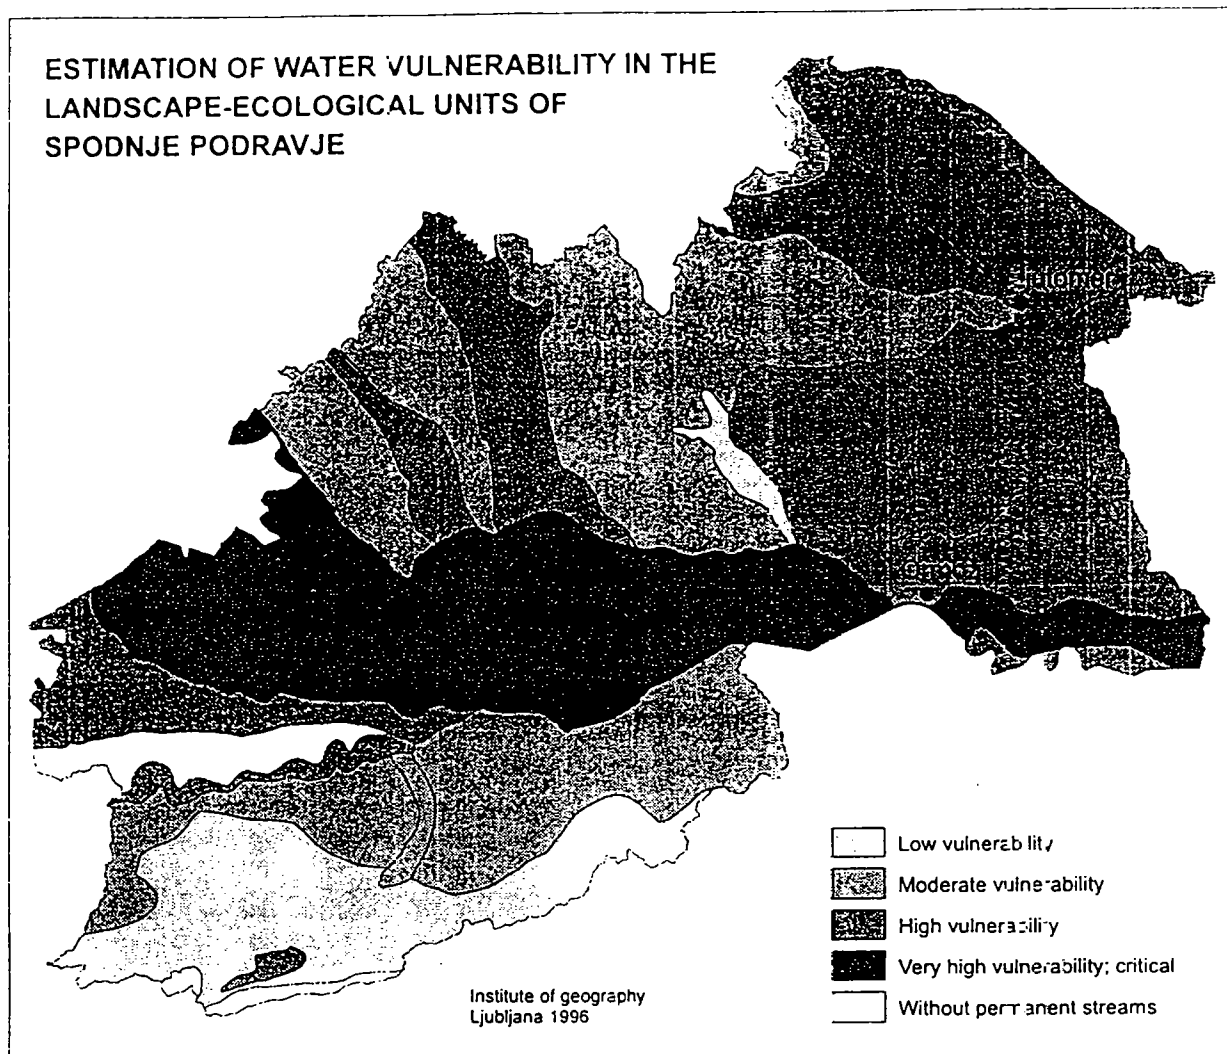 ESTIMATION OF WATER VULNERABILITY IN THE
LANDSCAPE-ECOLOGICAL UNITS OF
SPODNJE PODRAVJE
Low vulnerability
Moderate vulnerability
High vulnerability
Very high vulnerability; critical
Without permanent streams
Institute of geography
Ljubljana 1996